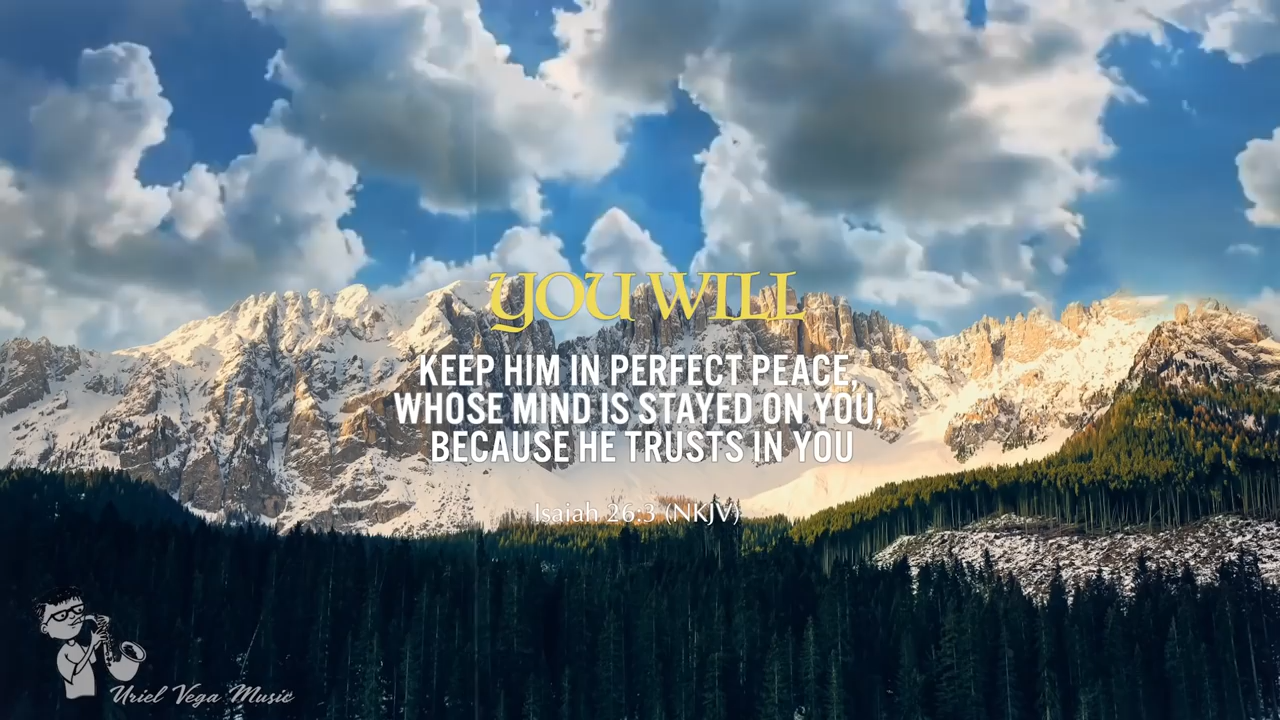 YOU WILL
KEEP HIM IN PERFECT PEACE,
WHOSE MIND IS STAYED ON YOU,
BECAUSE HE TRUSTS IN YOU
Isaiah 26:3 (NKJV)
Uriel Vega Music